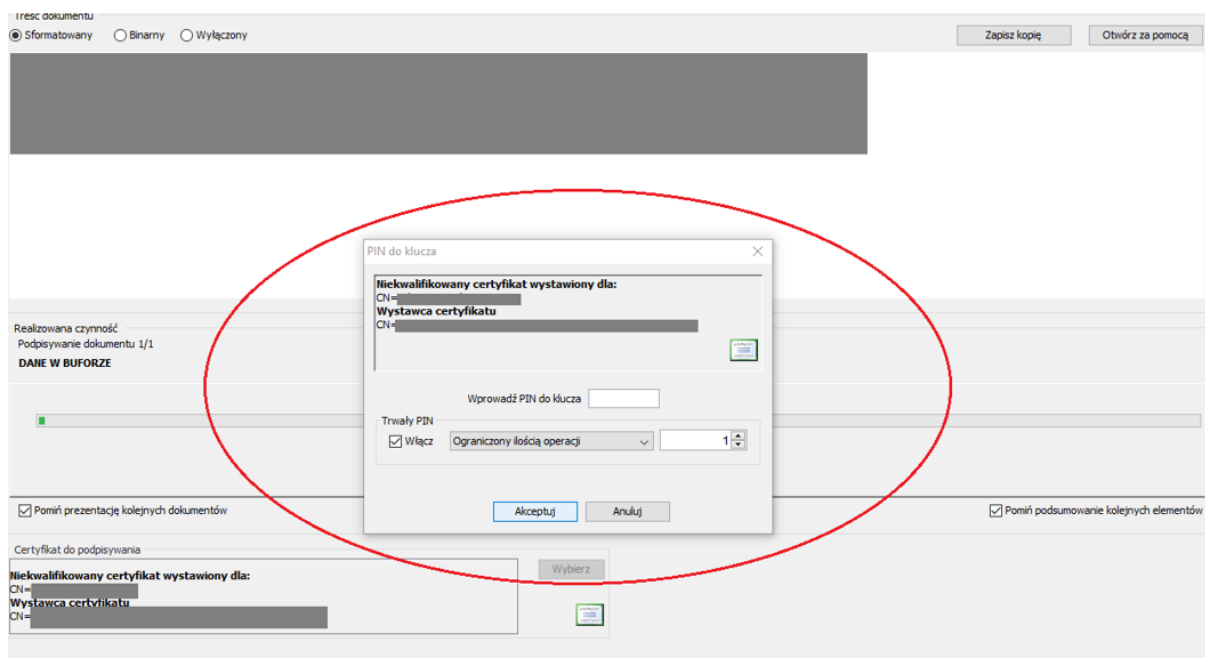 Treść dokumentu
Sformatowany Binarny Wyłączony Zapisz kopię Otwórz za pomocą
PIN do klucza
Niekwalifikowany certyfikat wystawiony dla:
CN=
Wystawca certyfikatu
CN=
Wprowadź PIN do klucza
Trwały PIN
Włącz Ograniczony ilością operacji 1
Akceptuj Anuluj
Realizowana czynność
Podpisywanie dokumentu 1/1
DANE W BUFORZE
Pomiń prezentację kolejnych dokumentów Pomiń podsumowanie kolejnych elementów
Certyfikat do podpisywania
Niekwalifikowany certyfikat wystawiony dla: Wybierz
CN=
Wystawca certyfikatu
CN=